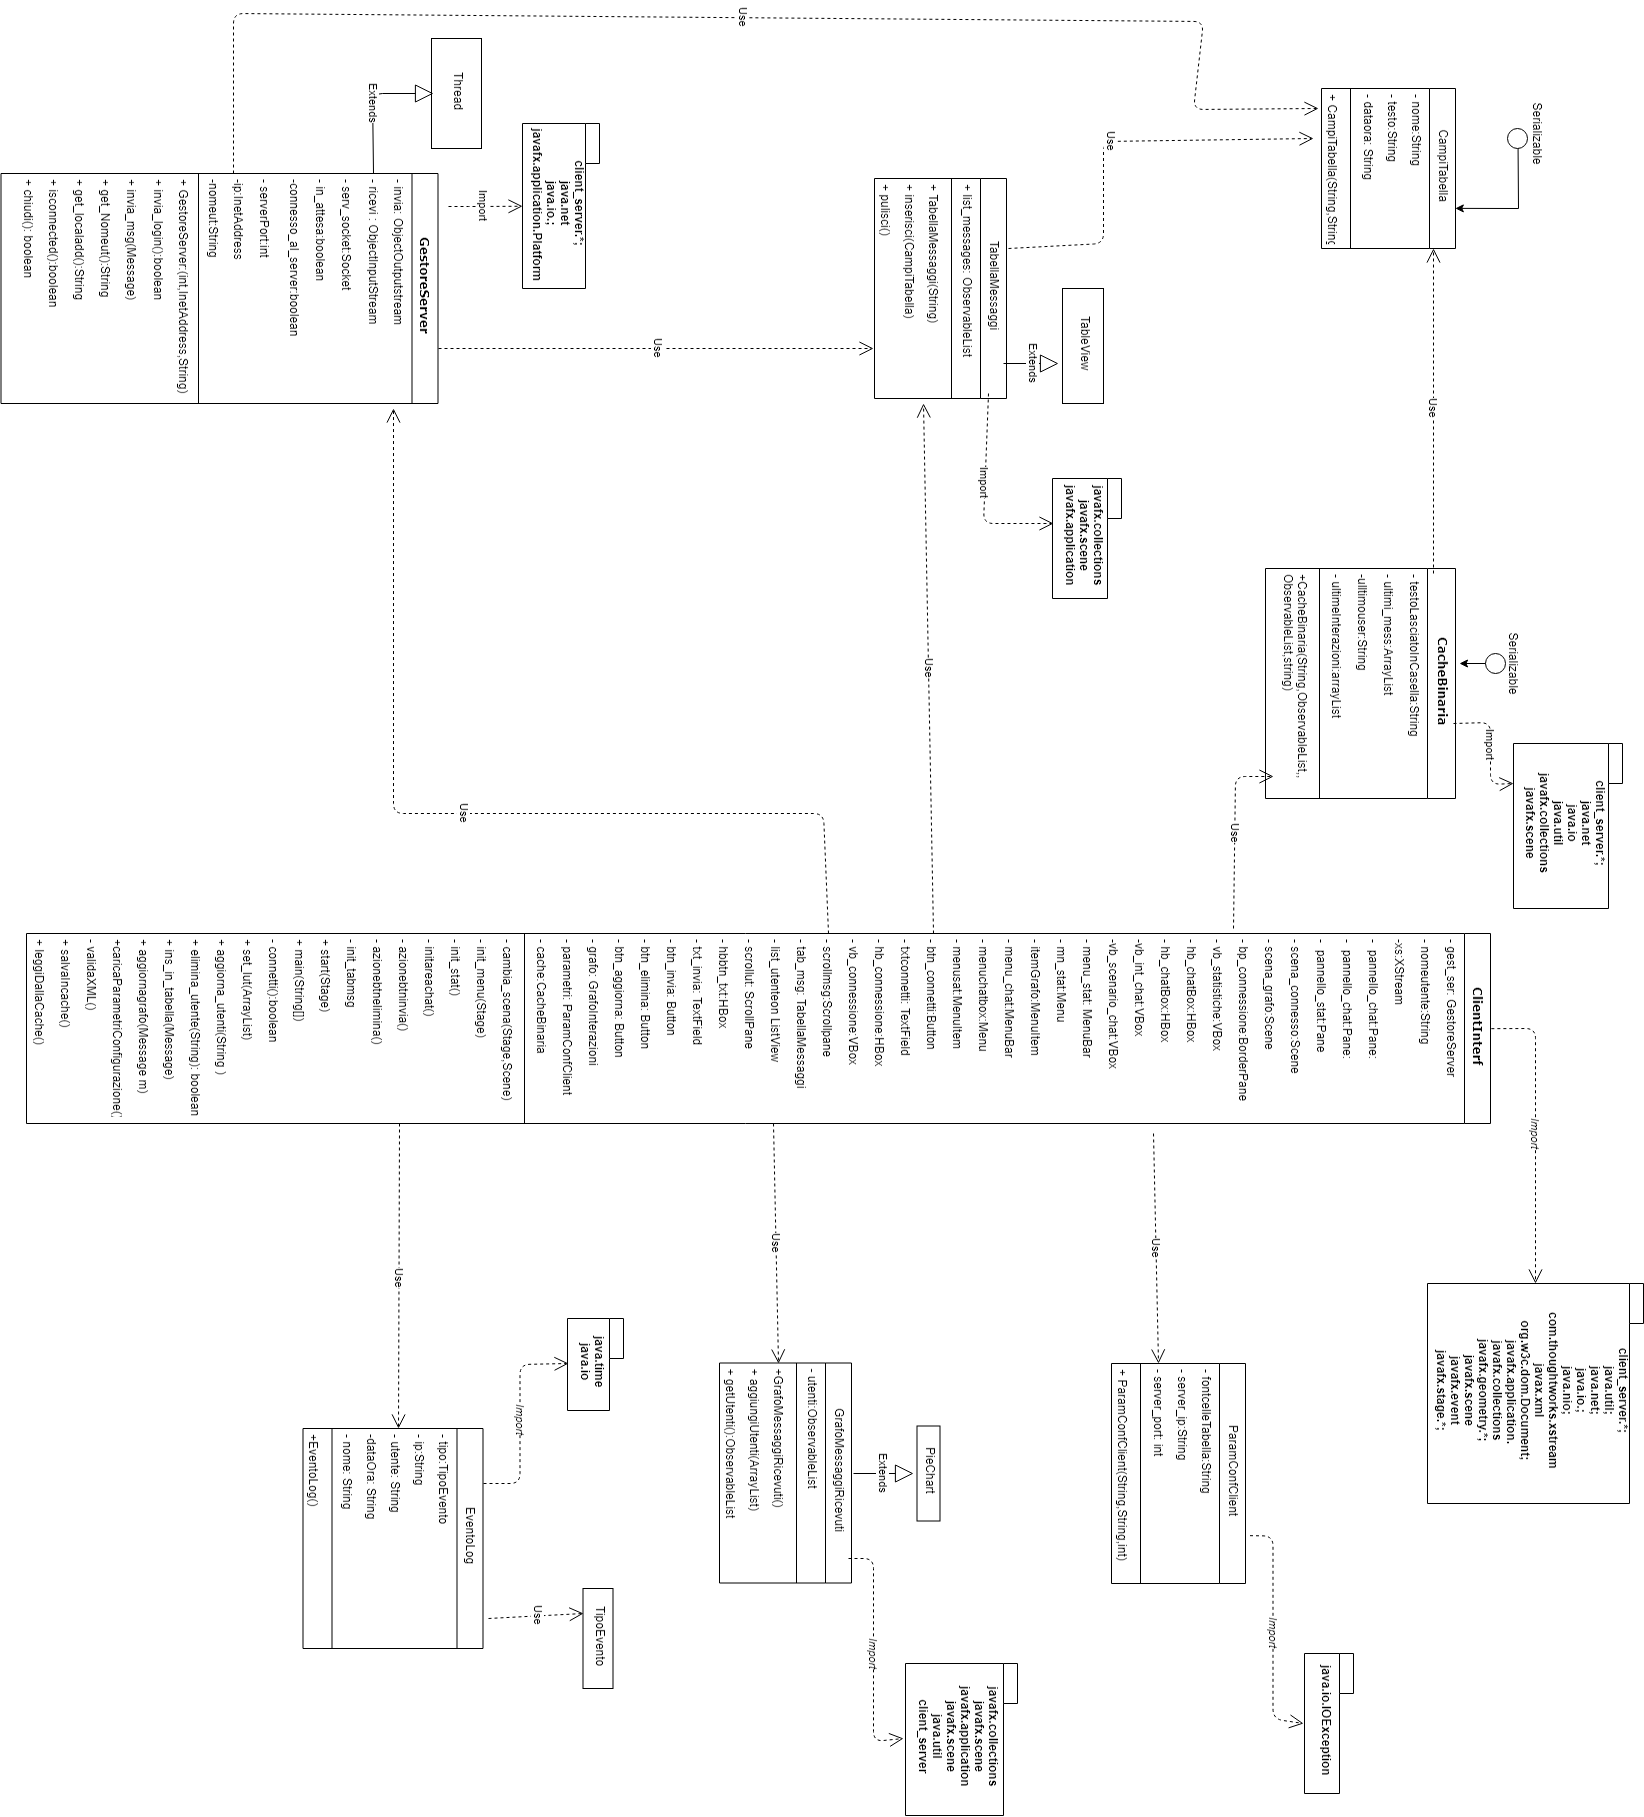 Serializable
CampiTabella
- nome:String
- testo:String
- dataora: String
+ CampiTabella(String,String
Use
Use
Use
Serializable
CacheBinaria
- testoLasciatoInCasella:String
- ultimi_mess:ArrayList
-ulltimouser:String
- ultimeInterazioni:arrayList
+CacheBinaria(String,ObservableList,,
ObservableList,string)
Import
client_server.*;
java.net
java.io
java.util
javafx.collections
javafx.scene
Use
TableView
Extends
TabellaMessaggi
+ list_messages: ObservableList
+ TabellaMessaggi(String)
+ inserisci(CampiTabella)
+ pulisci()
Import
javafx.collections
javafx.scene
javafx.application
Use
Use
Thread
Extends
client_server.*;
java.net
java.io.;
javafx.application.Platform
Import
GestoreServer
- invia: ObjectOutputstream
- ricevi : ObjectInputStream
- serv_socket:Socket
- in_attesa:boolean
-connesso_al_server:boolean
- serverPort:int
-ip:InetAddress
-nomeut:String
+ GestoreServer:(int,InetAddress,String)
+ invia_login():boolean
+ invia_msg(Message)
+ get_Nomeut():String
+ get_localad():String
+ isconnected():boolean
+ chiudi(): boolean
Use
ClientInterf
- gest_ser: GestoreServer
- nomeutente:String
-xs:XStream
- pannello_chat:Pane:
- pannello_chat:Pane:
- pannello_stat:Pane
- scena_connesso:Scene
- scena_grafo:Scene
- bp_connessione:BorderPane
- vb_statistiche:VBox
- hb_chatBox:HBox
- hb_chatBox:HBox
-vb_int_chat:VBox
-vb_scenario_chat:VBox
- menu_stat: MenuBar
- mn_stat:Menu
- itemGrafo:MenuItem
- menu_chat:MenuBar
- menuchatbox:Menu
- menusat:MenuItem
- btn_connetti:Button
- txtconnetti: TextField
- hb_connessione:HBox
- vb_connessione:VBox
-scrollmsg:Scrollpane
-tab_msg: TabellaMessaggi
- list_utenteon ListView
- scrollut: ScrollPane
- hbbtn_txt:HBox
- txt_invia: TextField
- btn_invia: Button
- btn_elimina: Button
- btn_aggiorna: Button
-grafo: GrafoInterazioni
- parametri: ParamConfClient
- cache:CacheBinaria
-cambia_scena(Stage,Scene)
-init_menu(Stage)
-init_stat()
-initareachat()
-azionebtninvia()
-azionebtnelimina()
-init_tabmsg
+start(Stage)
+ main(String[])
- connetti():boolean
+ set_lut(ArrayList)
+ aggiorna_utenti(String )
+ elimina_utente(String): boolean
+ ins_in_tabella(Message)
+ aggiornagrafo(Message m)
+caricaParametriConfigurazione(
- validaXML()
+ salvaIncache()
+ leggiDallaCache()
Import
client_server.*;
java.util;
java.net;
java.io.;
java.nio;
com.thoughtworks.xstream
javax.xml
org.w3c.dom.Document;
javafx.application.
javafx.collections
javafx.geometry.*;
javafx.scene
javafx.event
javafx.stage.*;
Use
ParamConfClient
- fontcelleTabella:String
- server_ip:String
- server_port: int
+ ParamConfClient(String,String,int)
Import
java.io.IOException
Use
PieChart
Extends
GrafoMessaggiRicevuti
- utenti:ObservableList
+GrafoMessaggiRicevuti()
+ aggiungiUtenti(ArrayList)
+ getUtenti():ObservableList
Import
javafx.collections
javafx.scene
javafx.application
javafx.scene
java.util
client_server
Use
java.time
java.io
Import
EventoLog
- tipo:TipoEvento
- ip:String
- utente: String
-dataOra: String
- nome: String
+EventoLog()
Use
TipoEvento